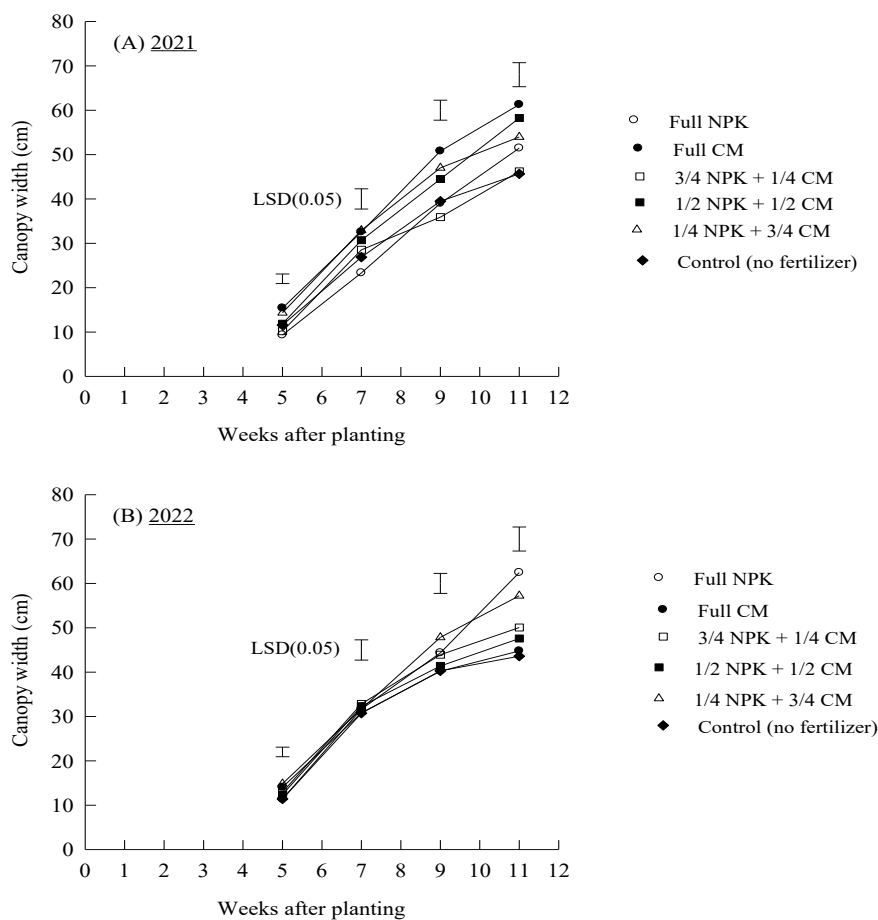 (A) 2021
Canopy width (cm)
80
70
60
50
40
30
20
10
0
LSD(0.05)
0 1 2 3 4 5 6 7 8 9 10 11 12
Weeks after planting
Full NPK
Full CM
3/4 NPK + 1/4 CM
1/2 NPK + 1/2 CM
1/4 NPK + 3/4 CM
Control (no fertilizer)
(B) 2022
Canopy width (cm)
80
70
60
50
40
30
20
10
0
LSD(0.05)
0 1 2 3 4 5 6 7 8 9 10 11 12
Weeks after planting
Full NPK
Full CM
3/4 NPK + 1/4 CM
1/2 NPK + 1/2 CM
1/4 NPK + 3/4 CM
Control (no fertilizer)